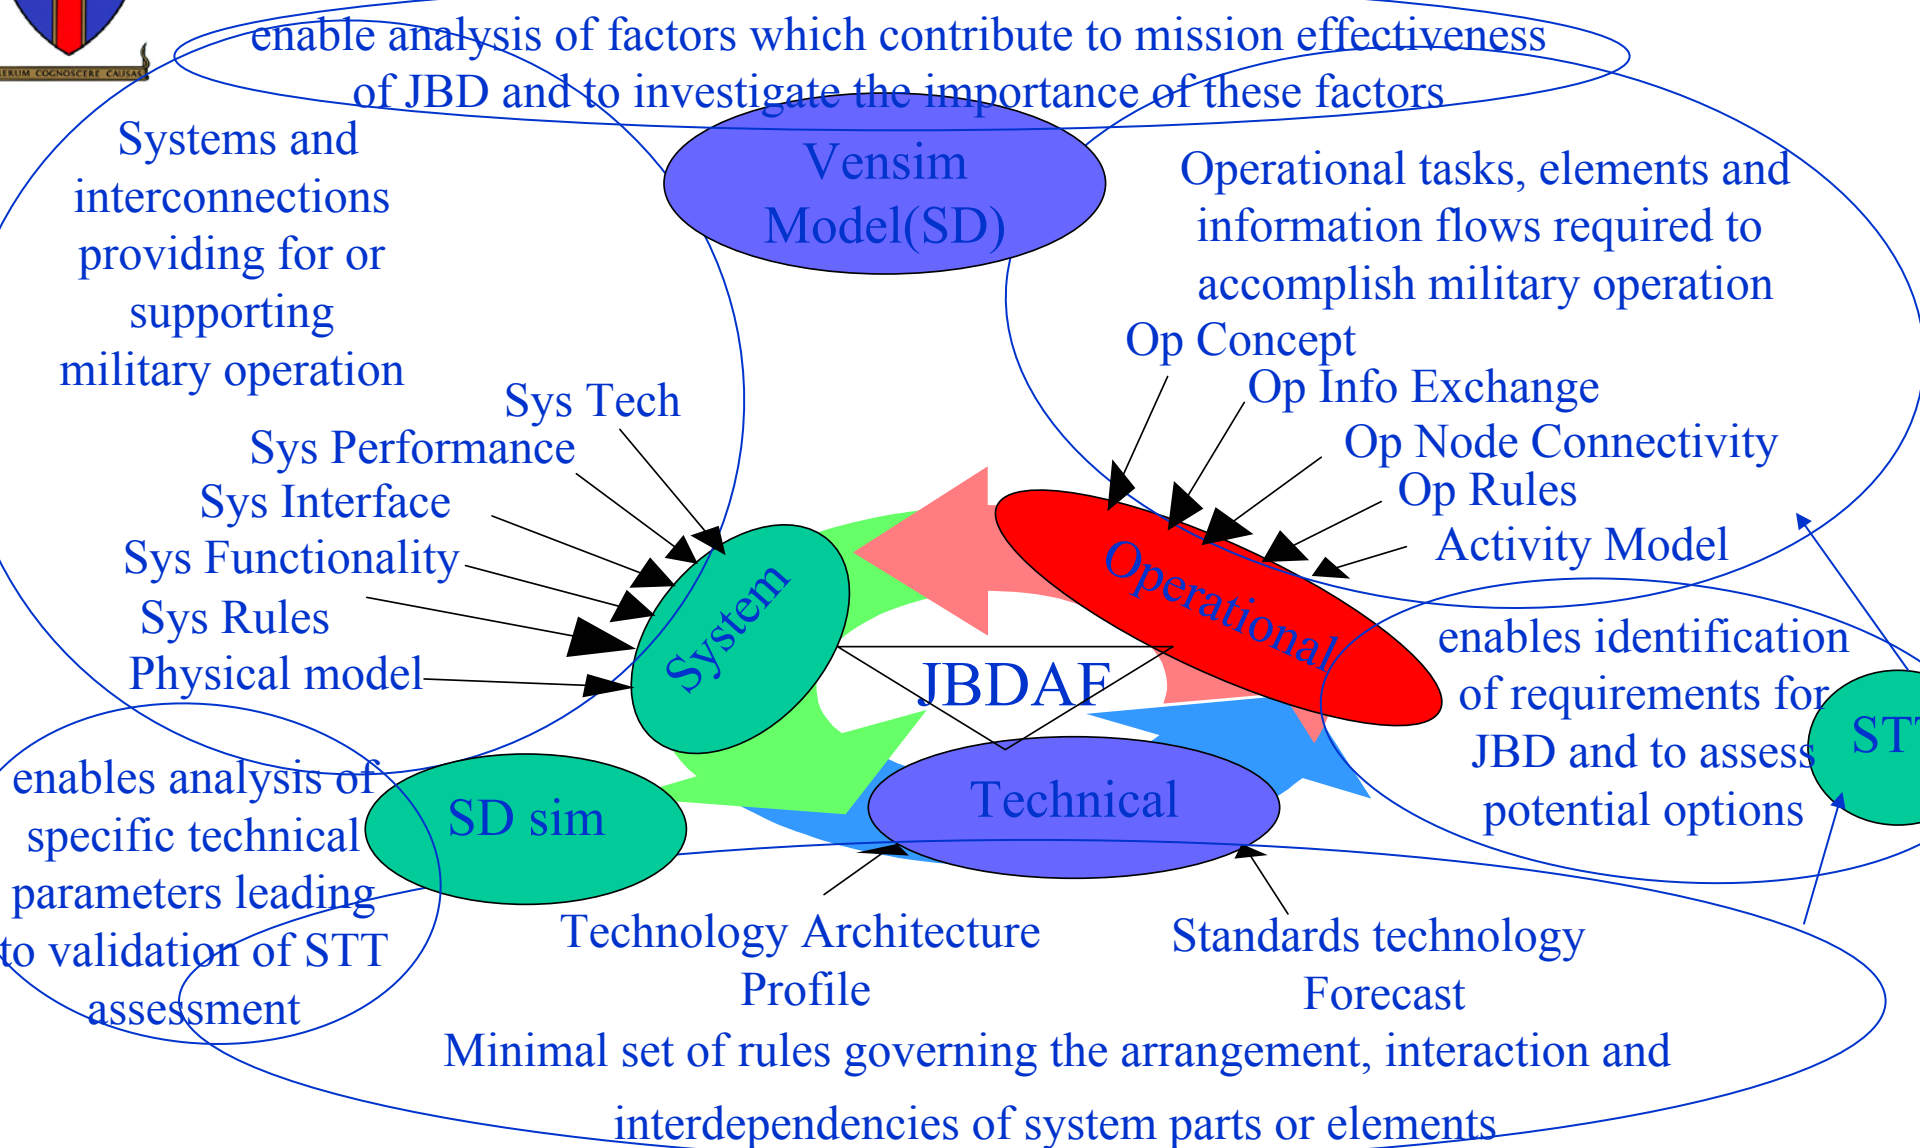 RERUM COGNOSCERE CAUSAS
enable analysis of factors which contribute to mission effectiveness
of JBD and to investigate the importance of these factors
Systems and
interconnections
providing for or
supporting
military operation
Vensim
Model(SD)
Operational tasks, elements and
information flows required to
accomplish military operation
Op Concept
Op Info Exchange
Op Node Connectivity
Op Rules
Activity Model
Sys Tech
Sys Performance
Sys Interface
Sys Functionality
Sys Rules
Physical model
System
Operational
JBDAF
Technical
enables identification
of requirements for
JBD and to assess
potential options
SD sim
enables analysis of
specific technical
parameters leading
to validation of STT
assessment
Technology Architecture
Profile
Standards technology
Forecast
Minimal set of rules governing the arrangement, interaction and
interdependencies of system parts or elements